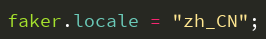 faker.locale = "zh_CN";